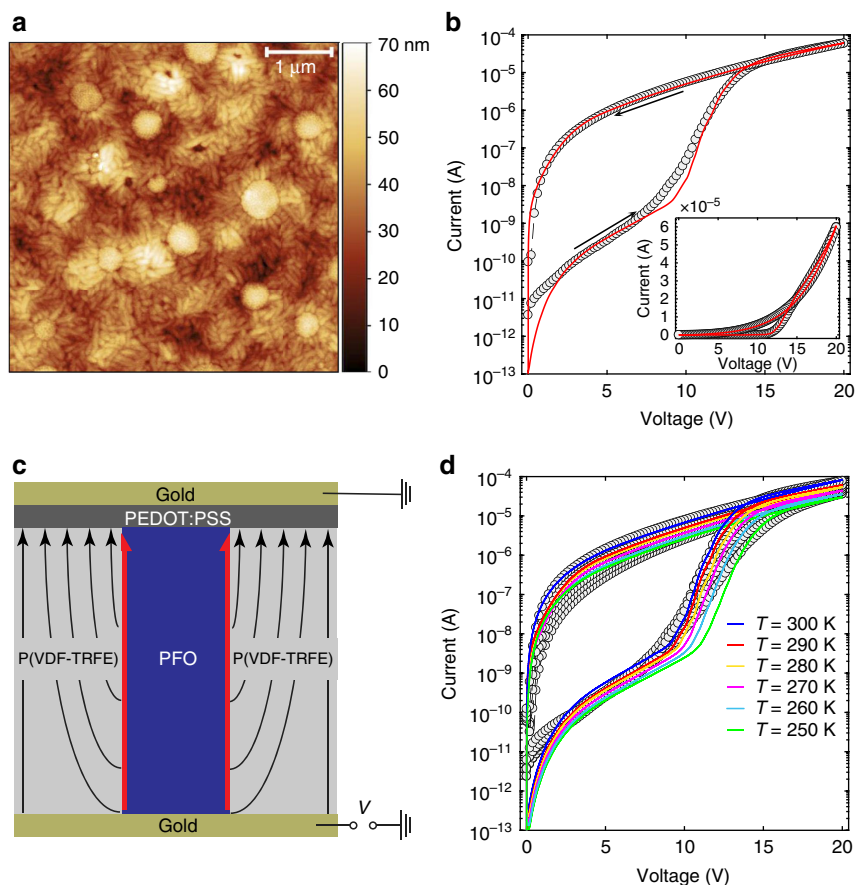 a
70 nm
1 μm
60
50
40
30
20
10
0
b
10⁻⁴
10⁻⁵
10⁻⁶
10⁻⁷
10⁻⁸
10⁻⁹
10⁻¹⁰
10⁻¹¹
10⁻¹²
10⁻¹³
Current (A)
0 5 10 15 20
Voltage (V)
×10⁻⁵
6
5
4
3
2
1
0
Current (A)
0 5 10 15 20
Voltage (V)
c
Gold
PEDOT:PSS
P(VDF-TRFE) PFO P(VDF-TRFE)
V
Gold
d
10⁻⁴
10⁻⁵
10⁻⁶
10⁻⁷
10⁻⁸
10⁻⁹
10⁻¹⁰
10⁻¹¹
10⁻¹²
10⁻¹³
Current (A)
T = 300 K
T = 290 K
T = 280 K
T = 270 K
T = 260 K
T = 250 K
0 5 10 15 20
Voltage (V)